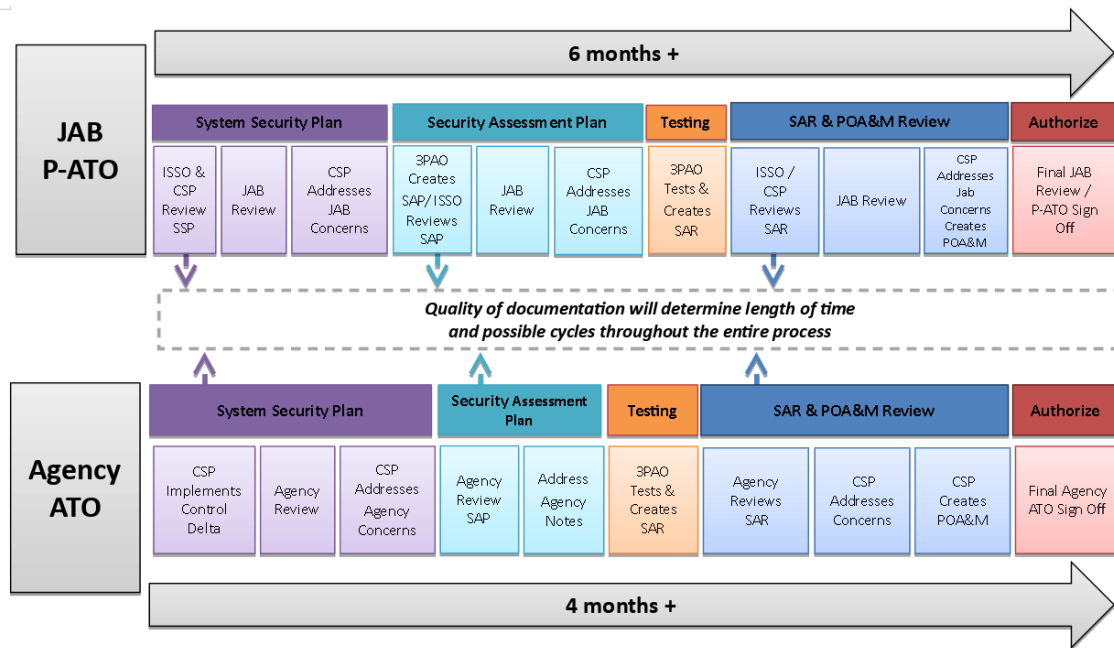 6 months +
JAB
P-ATO
System Security Plan
Security Assessment Plan
Testing
SAR & POA&M Review
Authorize
ISSO &
CSP
Review
SSP
JAB
Review
CSP
Addresses
JAB
Concerns
3PAO
Creates
SAP/ISSO
Reviews
SAP
JAB
Review
CSP
Addresses
JAB
Concerns
3PAO
Tests &
Creates
SAR
ISSO /
CSP
Reviews
SAR
JAB Review
CSP
Addresses
Jab
Concerns
Creates
POA&M
Final JAB
Review /
P-ATO Sign
Off
Quality of documentation will determine length of time
and possible cycles throughout the entire process
Agency
ATO
System Security Plan
Security Assessment
Plan
Testing
SAR & POA&M Review
Authorize
CSP
Implements
Control
Delta
Agency
Review
CSP
Addresses
Agency
Concerns
Agency
Review
SAP
Address
Agency
Notes
3PAO
Tests &
Creates
SAR
Agency
Reviews
SAR
CSP
Addresses
Concerns
CSP
Creates
POA&M
Final Agency
ATO Sign Off
4 months +